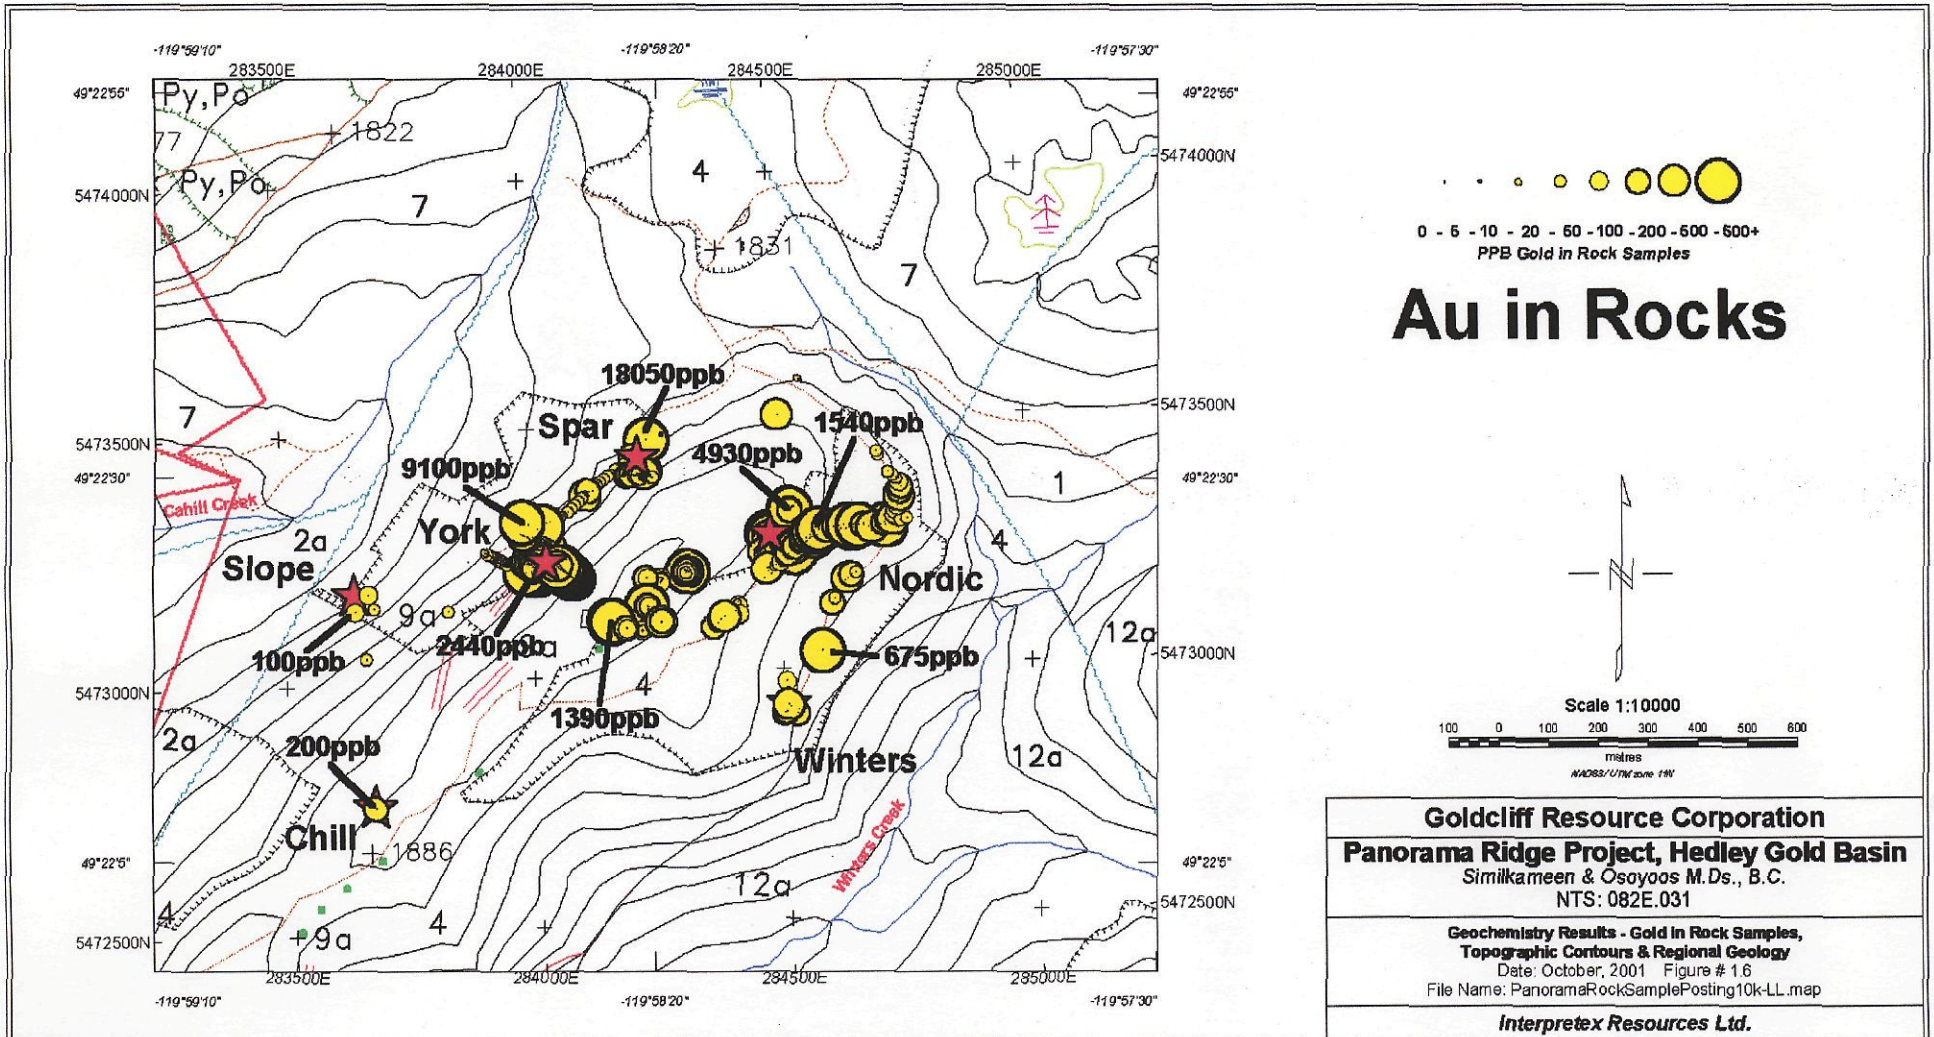 -119°59'10" -119°58'20" -119°57'30"
283500E 284000E 284500E 285000E
49°22'55" 49°22'55"
Py,Po
1822
77
Py,Po
4
5474000N
5474000N
7
1831
7
18050ppb
7
Spar
1540ppb
5473500N
5473500N
9100ppb
4930ppb
49°22'30" 49°22'30"
1
Cahill Creek
York
2a
4
Slope
Nordic
9a
12a
2440ppb
9a
100ppb
675ppb
5473000N
5473000N
4
1390ppb
2a
200ppb
Winters
12a
Chill
1886
49°22'5" 49°22'5"
Winters Creek
12a
4
5472500N
4
9a
5472500N
283500E 284000E 284500E 285000E
-119°59'10" -119°58'20" -119°57'30"
0 - 5 - 10 - 20 - 50 - 100 - 200 - 500 - 500+
PPB Gold in Rock Samples
Au in Rocks
N
Scale 1:10000
100 0 100 200 300 400 500 600
metres
NAD83 / UTM zone 11N
Goldcliff Resource Corporation
Panorama Ridge Project, Hedley Gold Basin
Similkameen & Osoyoos M.Ds., B.C.
NTS: 082E.031
Geochemistry Results - Gold in Rock Samples,
Topographic Contours & Regional Geology
Date: October, 2001 Figure # 1.6
File Name: PanoramaRockSamplePosting10k-LL.map
Interpretex Resources Ltd.